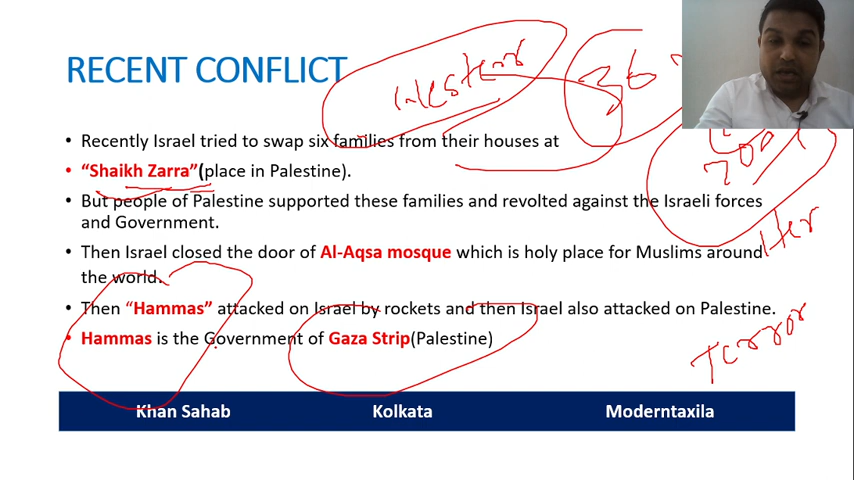 RECENT CONFLICT
• Recently Israel tried to swap six families from their houses at
• “Shaikh Zarra”(place in Palestine).
• But people of Palestine supported these families and revolted against the Israeli forces
and Government.
• Then Israel closed the door of Al-Aqsa mosque which is holy place for Muslims around
the world.
• Then “Hammas” attacked on Israel by rockets and then Israel also attacked on Palestine.
• Hammas is the Government of Gaza Strip(Palestine)
Terror
Khan Sahab Kolkata Moderntaxila